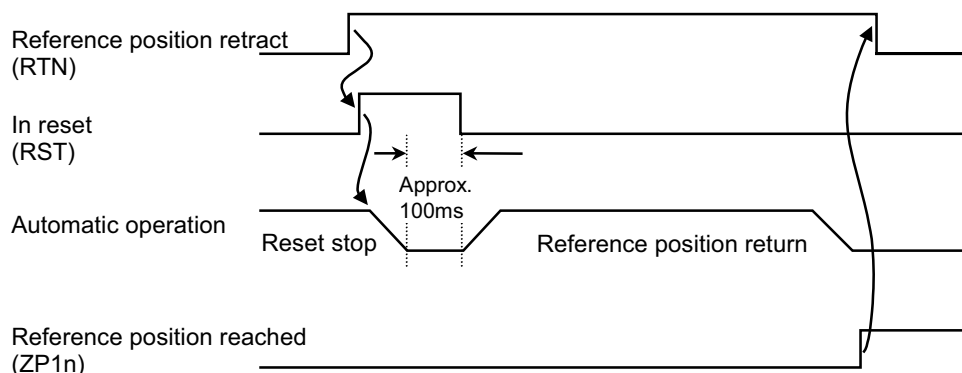 Reference position retract
(RTN)
In reset
(RST)
Approx.
100ms
Automatic operation
Reset stop
Reference position return
Reference position reached
(ZP1n)